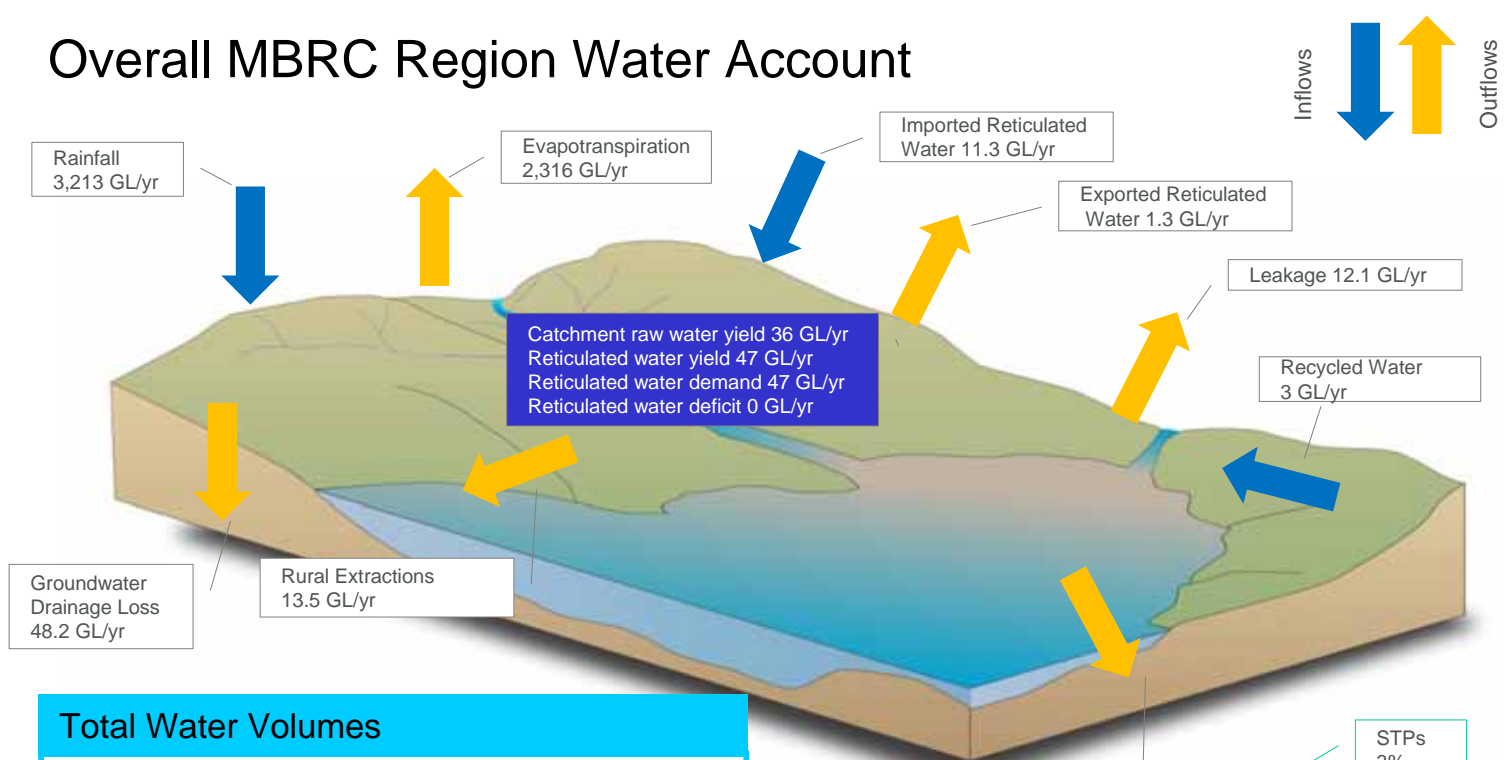 Overall MBRC Region Water Account
Inflows
Outflows
Rainfall
3,213 GL/yr
Evapotranspiration
2,316 GL/yr
Imported Reticulated
Water 11.3 GL/yr
Exported Reticulated
Water 1.3 GL/yr
Leakage 12.1 GL/yr
Catchment raw water yield 36 GL/yr
Reticulated water yield 47 GL/yr
Reticulated water demand 47 GL/yr
Reticulated water deficit 0 GL/yr
Recycled Water
3 GL/yr
Groundwater
Drainage Loss
48.2 GL/yr
Rural Extractions
13.5 GL/yr
Total Water Volumes
STPs